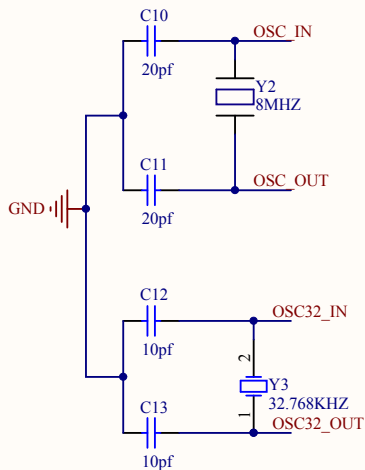 C10
OSC_IN
20pf
Y2
8MHZ
C11
OSC_OUT
20pf
GND
C12
OSC32_IN
10pf
2
Y3
32.768KHZ
1
C13
OSC32_OUT
10pf